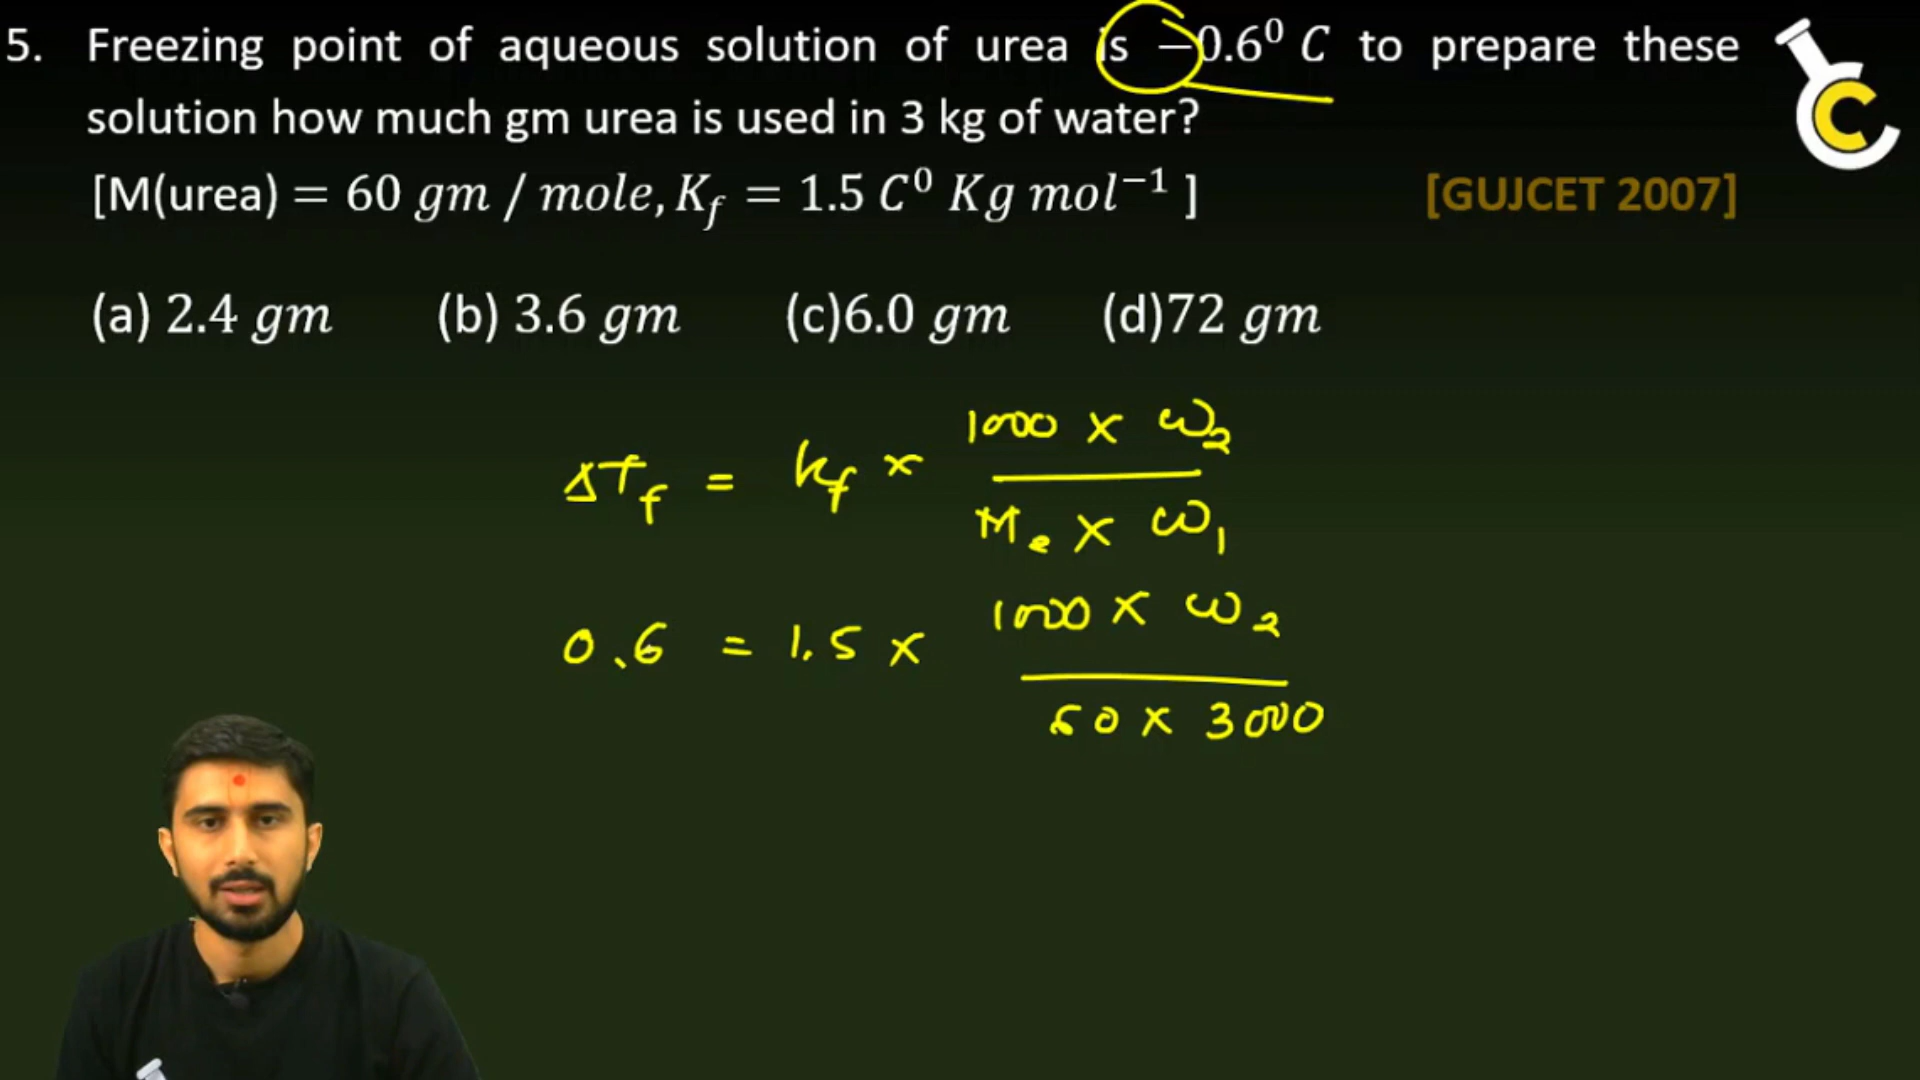 5. Freezing point of aqueous solution of urea is −0.6⁰ C to prepare these
solution how much gm urea is used in 3 kg of water?
[M(urea) = 60 gm / mole, K_f = 1.5 C⁰ Kg mol⁻¹ ] [GUJCET 2007]
(a) 2.4 gm (b) 3.6 gm (c)6.0 gm (d)72 gm
ΔT_f = K_f × (1000 × ω₂) / (M₂ × ω₁)
0.6 = 1.5 × (1000 × ω₂) / (60 × 3000)
C